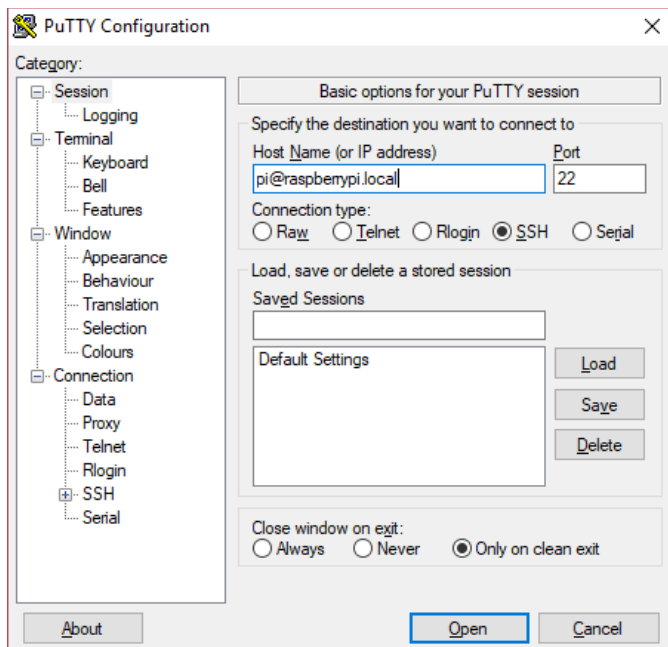 PuTTY Configuration
Category:
Session
Logging
Terminal
Keyboard
Bell
Features
Window
Appearance
Behaviour
Translation
Selection
Colours
Connection
Data
Proxy
Telnet
Rlogin
SSH
Serial
Basic options for your PuTTY session
Specify the destination you want to connect to
Host Name (or IP address) Port
pi@raspberrypi.local 22
Connection type:
Raw Telnet Rlogin SSH Serial
Load, save or delete a stored session
Saved Sessions
Default Settings
Load
Save
Delete
Close window on exit:
Always Never Only on clean exit
About Open Cancel